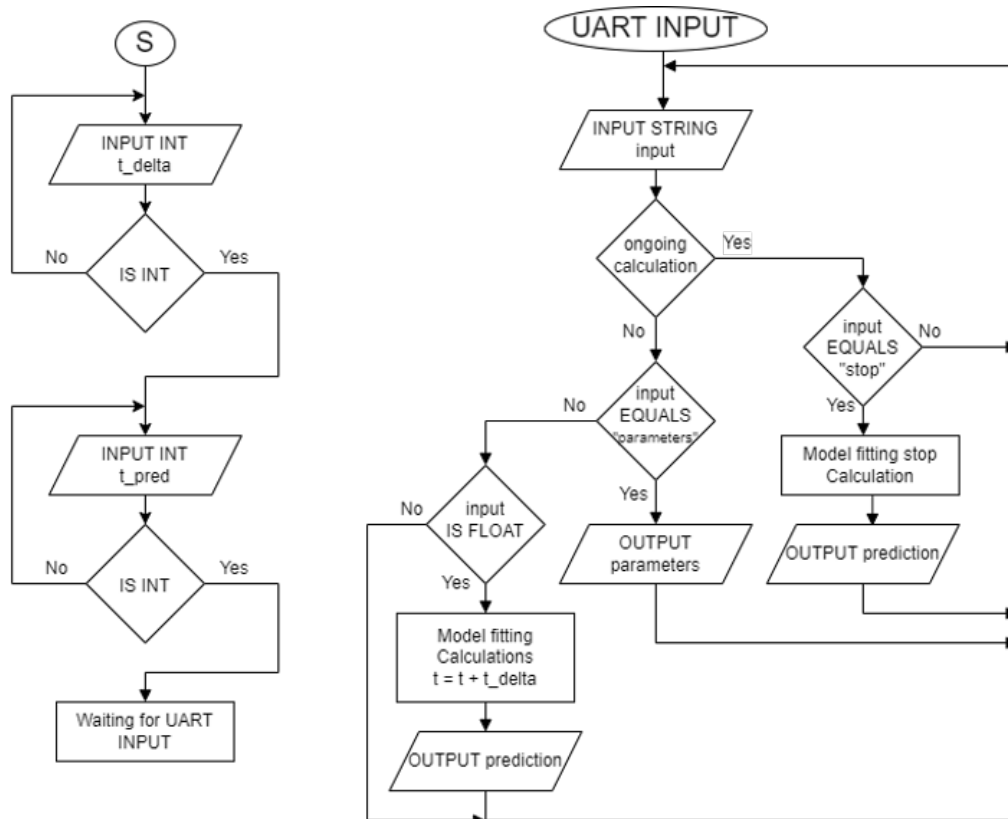 S
INPUT INT
t_delta
No
IS INT
Yes
INPUT INT
t_pred
No
IS INT
Yes
Waiting for UART
INPUT
UART INPUT
INPUT STRING
input
ongoing
calculation
Yes
No
input
EQUALS
"stop"
No
Yes
Model fitting stop
Calculation
OUTPUT prediction
input
EQUALS
"parameters"
No
Yes
OUTPUT
parameters
input
IS FLOAT
No
Yes
Model fitting
Calculations
t = t + t_delta
OUTPUT prediction